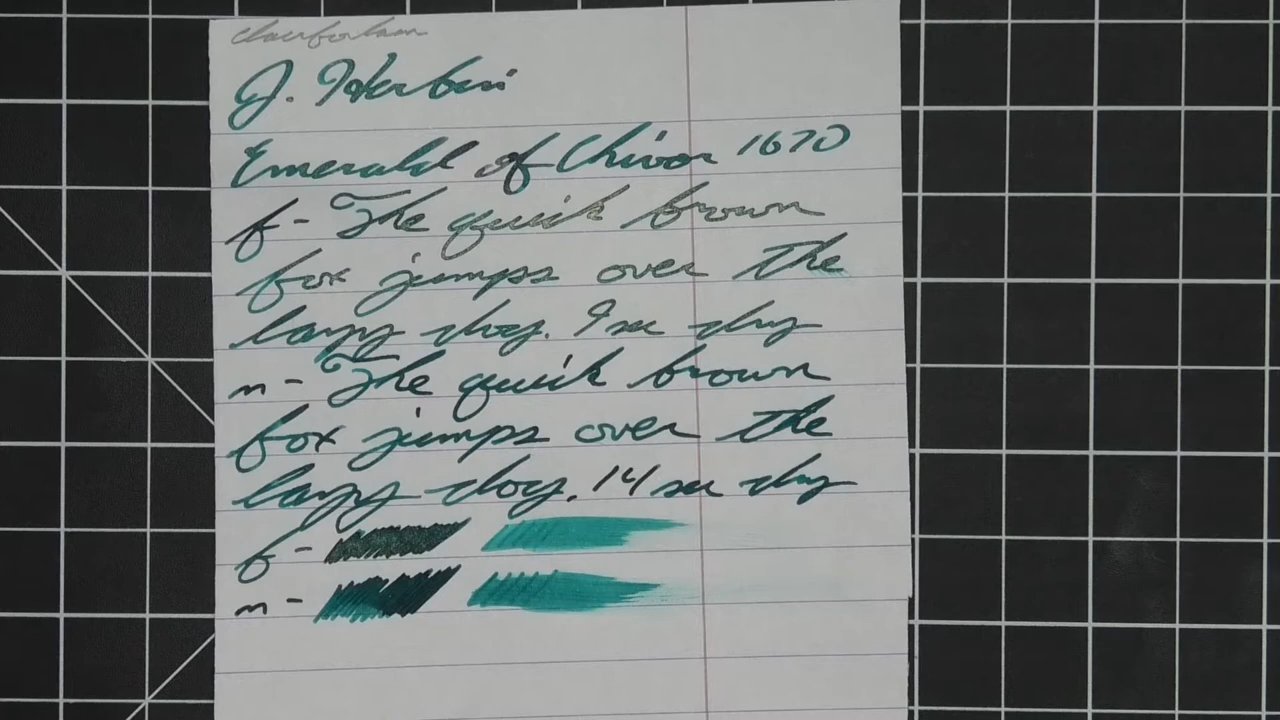 J. Herbin
Emerald of Chivor 1670
f - The quick brown
fox jumps over the
lazy dog. 9 sec dry
m - The quick brown
fox jumps over the
lazy dog. 14 sec dry
f -
m -